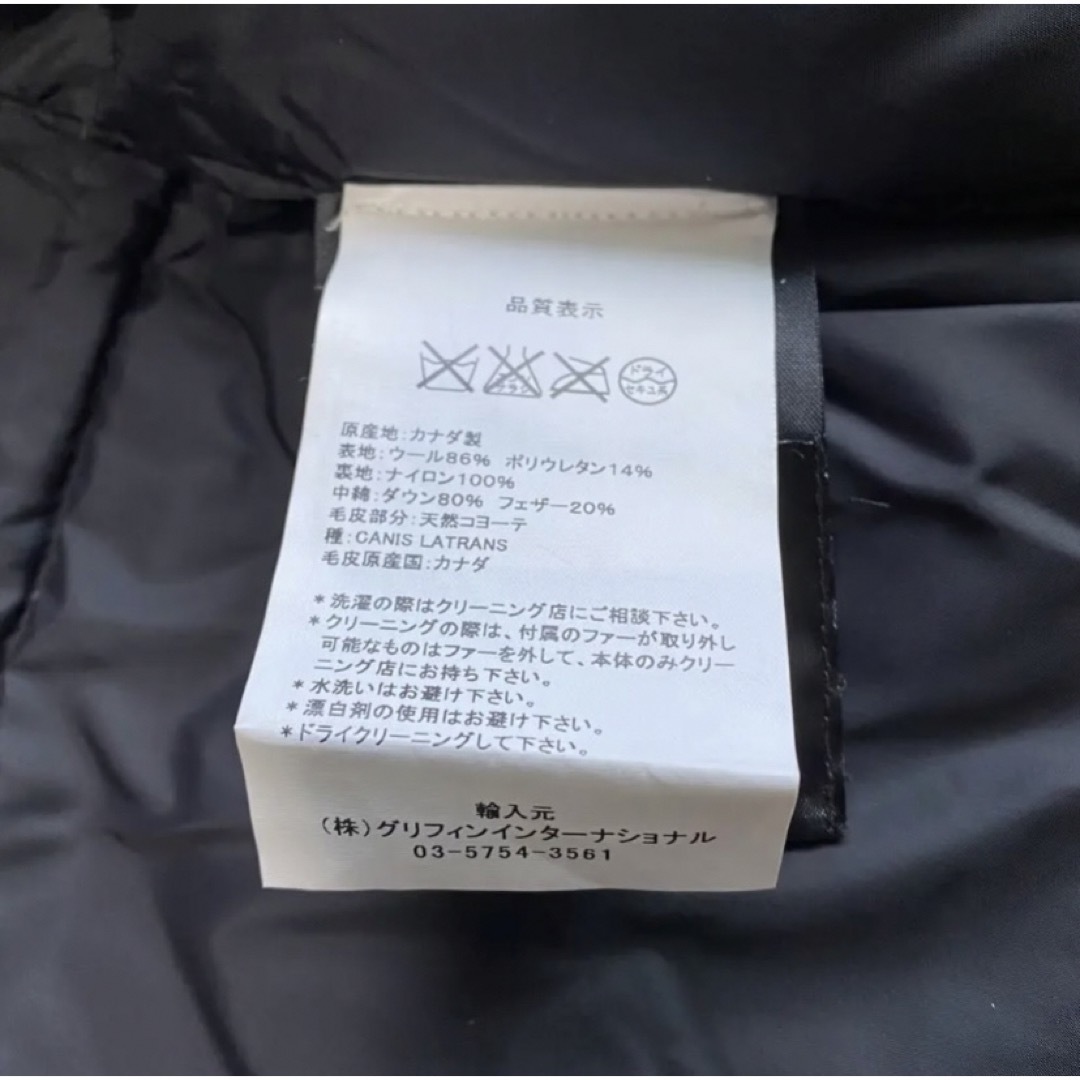 品質表示
ドライ
セキユ系
原産地:カナダ製
表地:ウール86% ポリウレタン14%
裏地:ナイロン100%
中綿:ダウン80% フェザー20%
毛皮部分:天然コヨーテ
種:CANIS LATRANS
毛皮原産国:カナダ
*洗濯の際はクリーニング店にご相談下さい。
*クリーニングの際は、付属のファーが取り外し
可能なものはファーを外して、本体のみクリー
ニング店にお持ち下さい。
*水洗いはお避け下さい。
*漂白剤の使用はお避け下さい。
*ドライクリーニングして下さい。
輸入元
(株)グリフィンインターナショナル
03-5754-3561